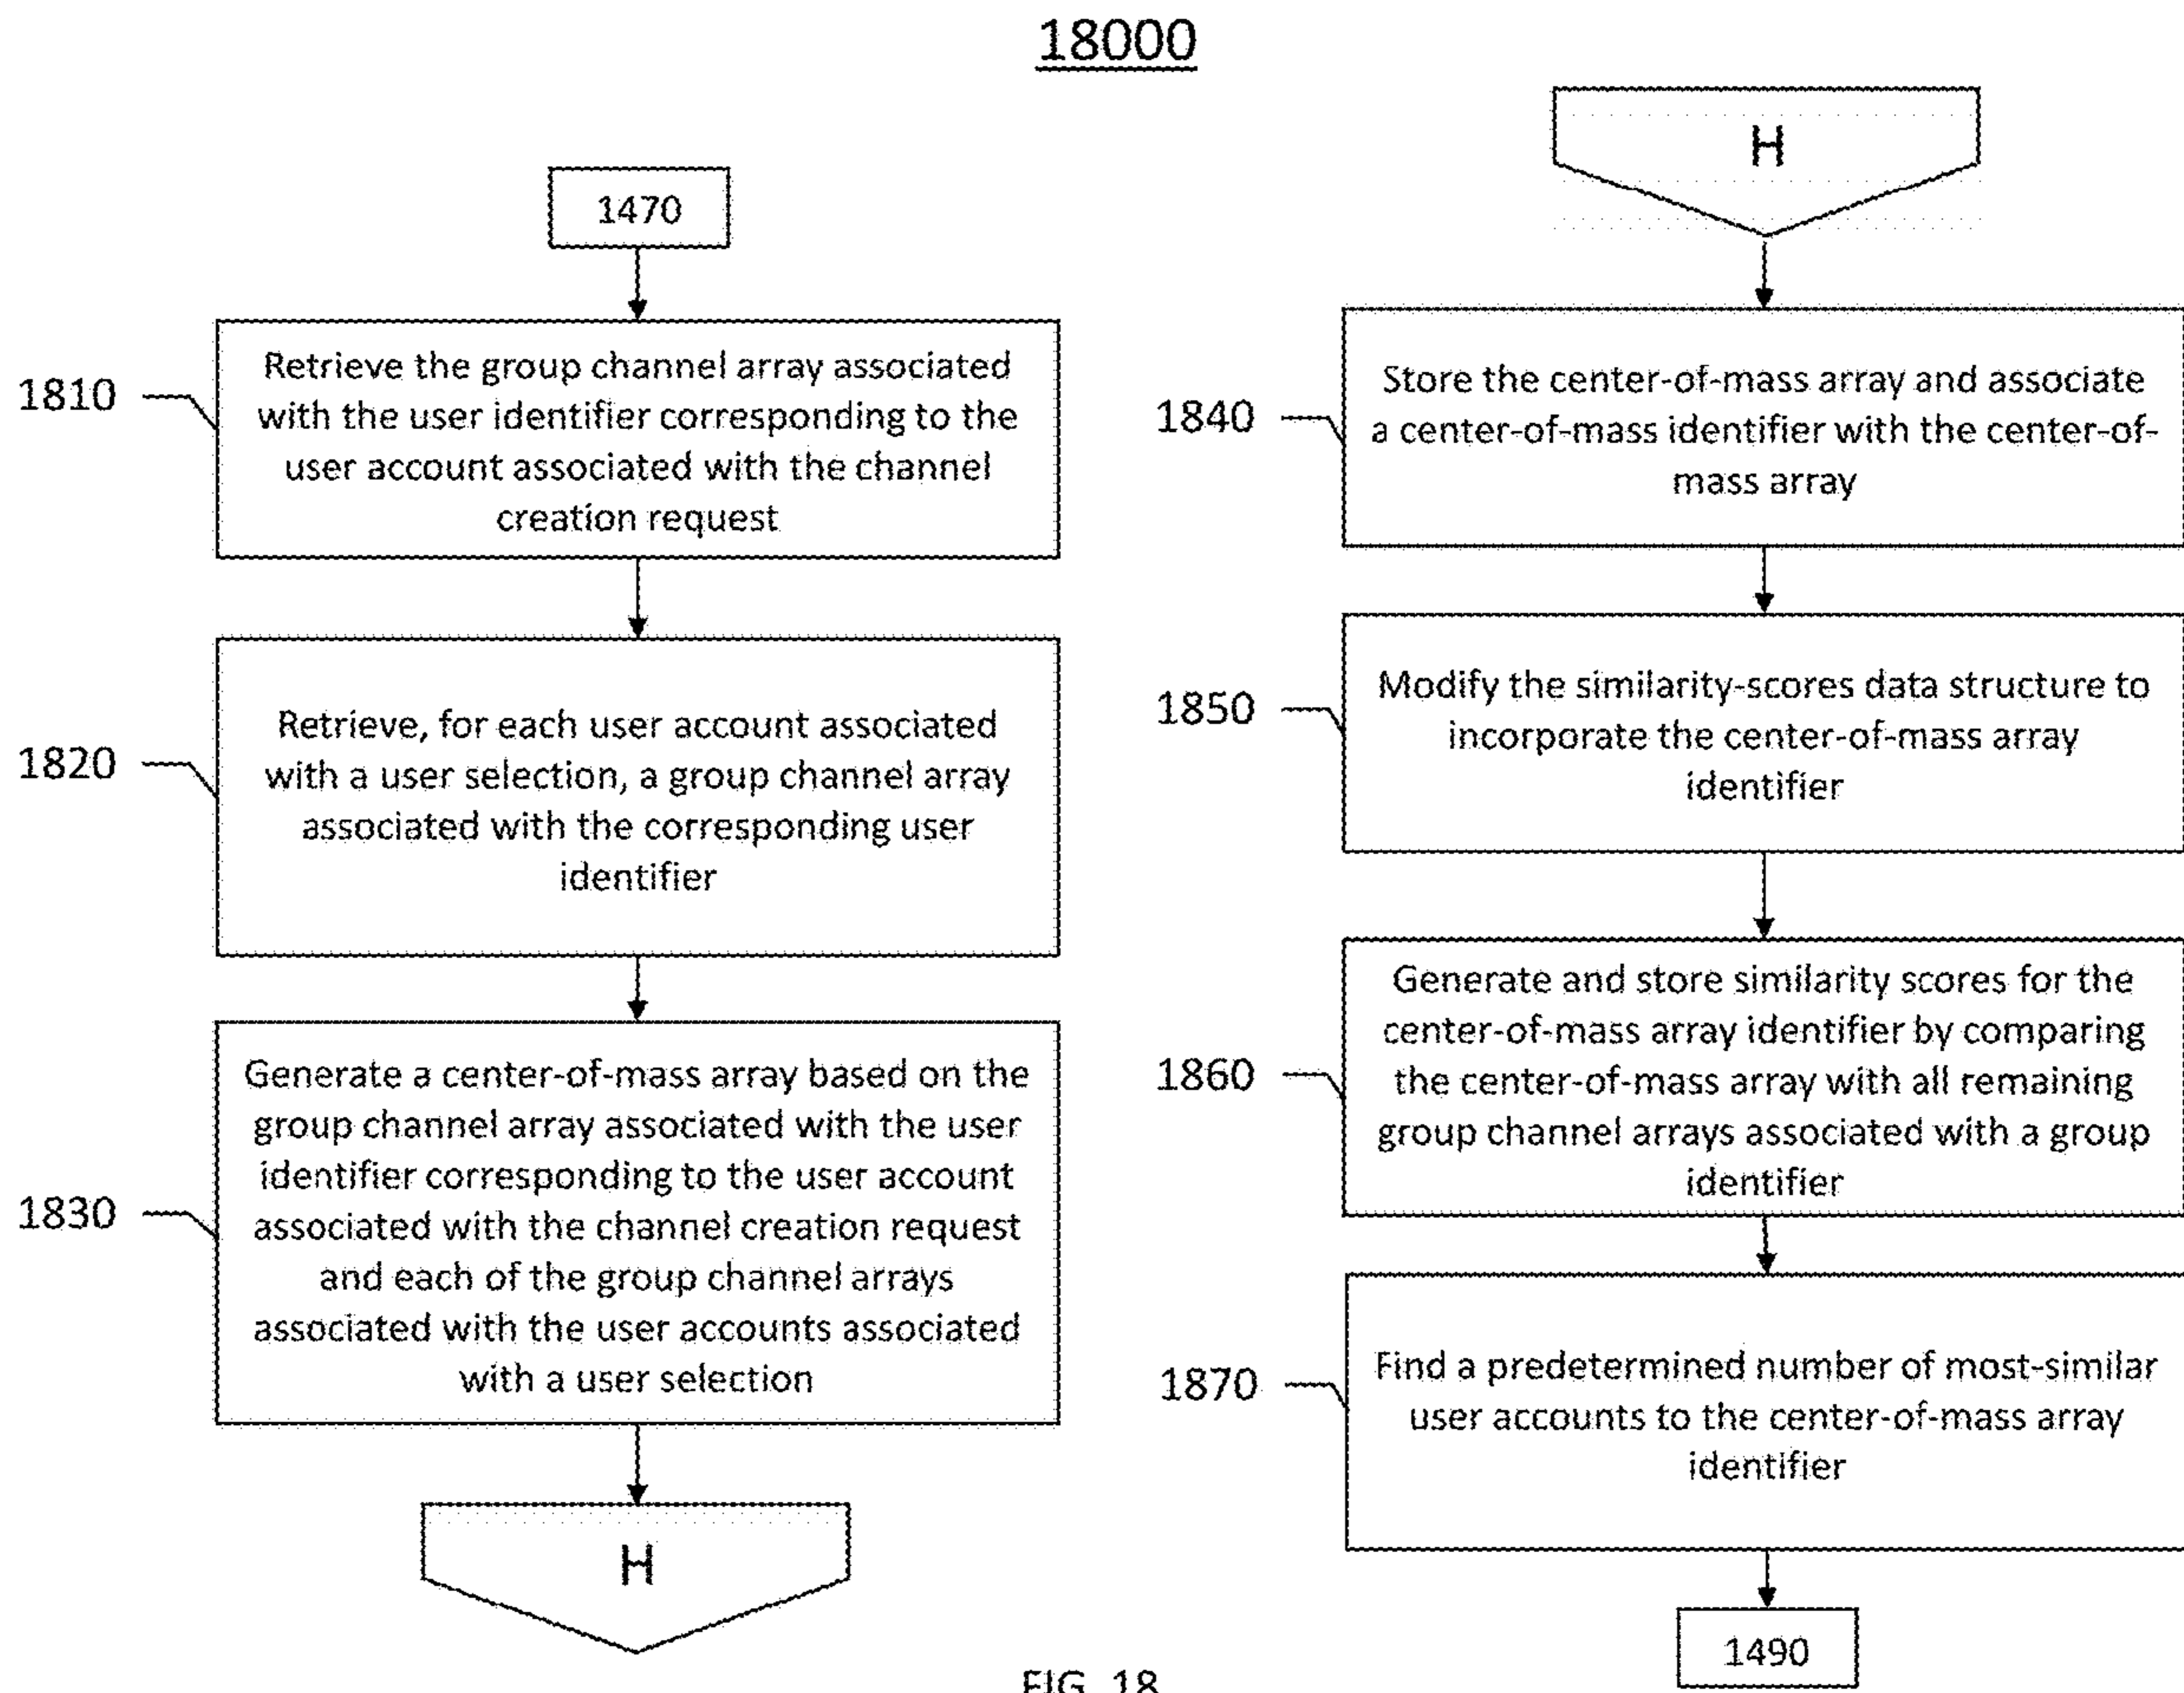 18000
1470
1810
Retrieve the group channel array associated
with the user identifier corresponding to the
user account associated with the channel
creation request
1820
Retrieve, for each user account associated
with a user selection, a group channel array
associated with the corresponding user
identifier
1830
Generate a center-of-mass array based on the
group channel array associated with the user
identifier corresponding to the user account
associated with the channel creation request
and each of the group channel arrays
associated with the user accounts associated
with a user selection
H
H
1840
Store the center-of-mass array and associate
a center-of-mass identifier with the center-of-
mass array
1850
Modify the similarity-scores data structure to
incorporate the center-of-mass array
identifier
1860
Generate and store similarity scores for the
center-of-mass array identifier by comparing
the center-of-mass array with all remaining
group channel arrays associated with a group
identifier
1870
Find a predetermined number of most-similar
user accounts to the center-of-mass array
identifier
1490
FIG. 18